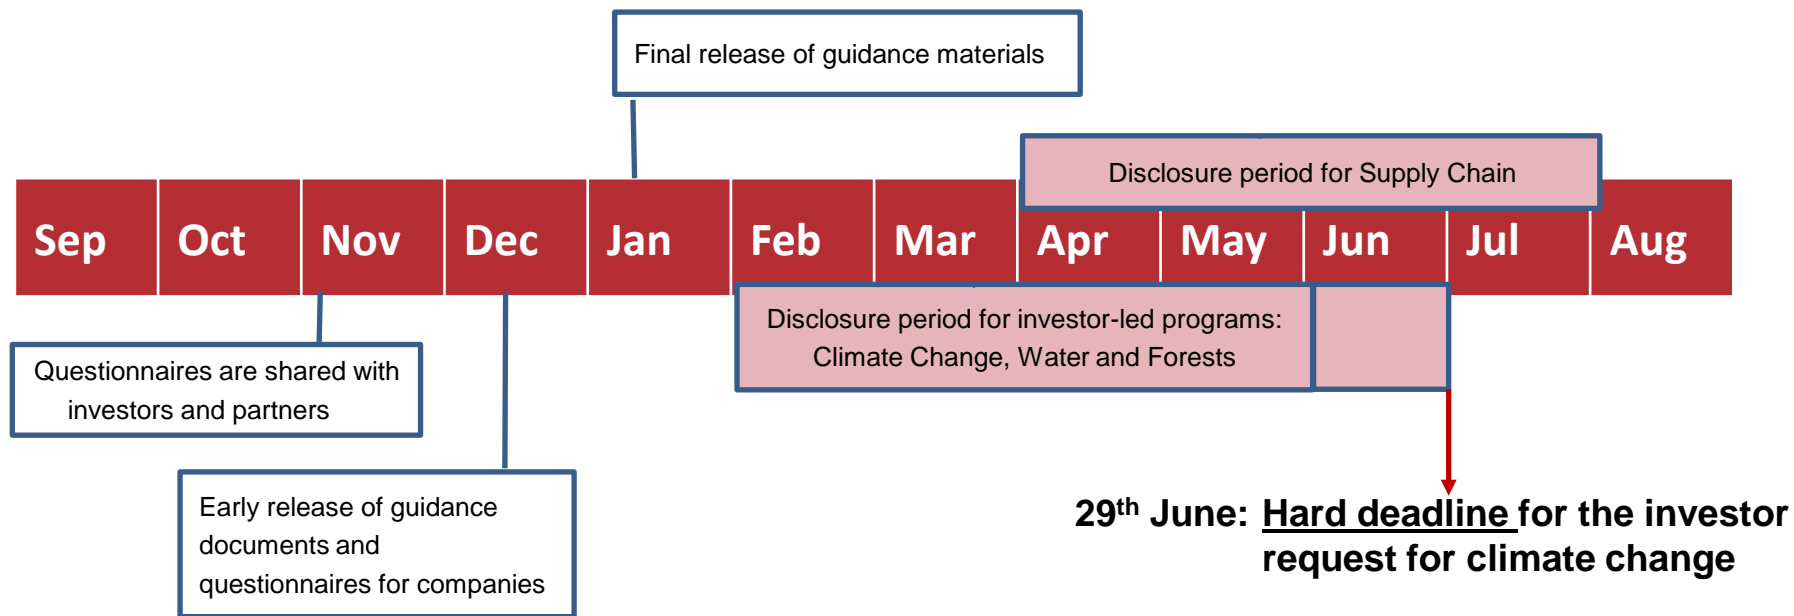 Final release of guidance materials
Disclosure period for Supply Chain
Sep Oct Nov Dec Jan Feb Mar Apr May Jun Jul Aug
Disclosure period for investor-led programs:
Climate Change, Water and Forests
Questionnaires are shared with
investors and partners
Early release of guidance
documents and
questionnaires for companies
29th June: Hard deadline for the investor
request for climate change